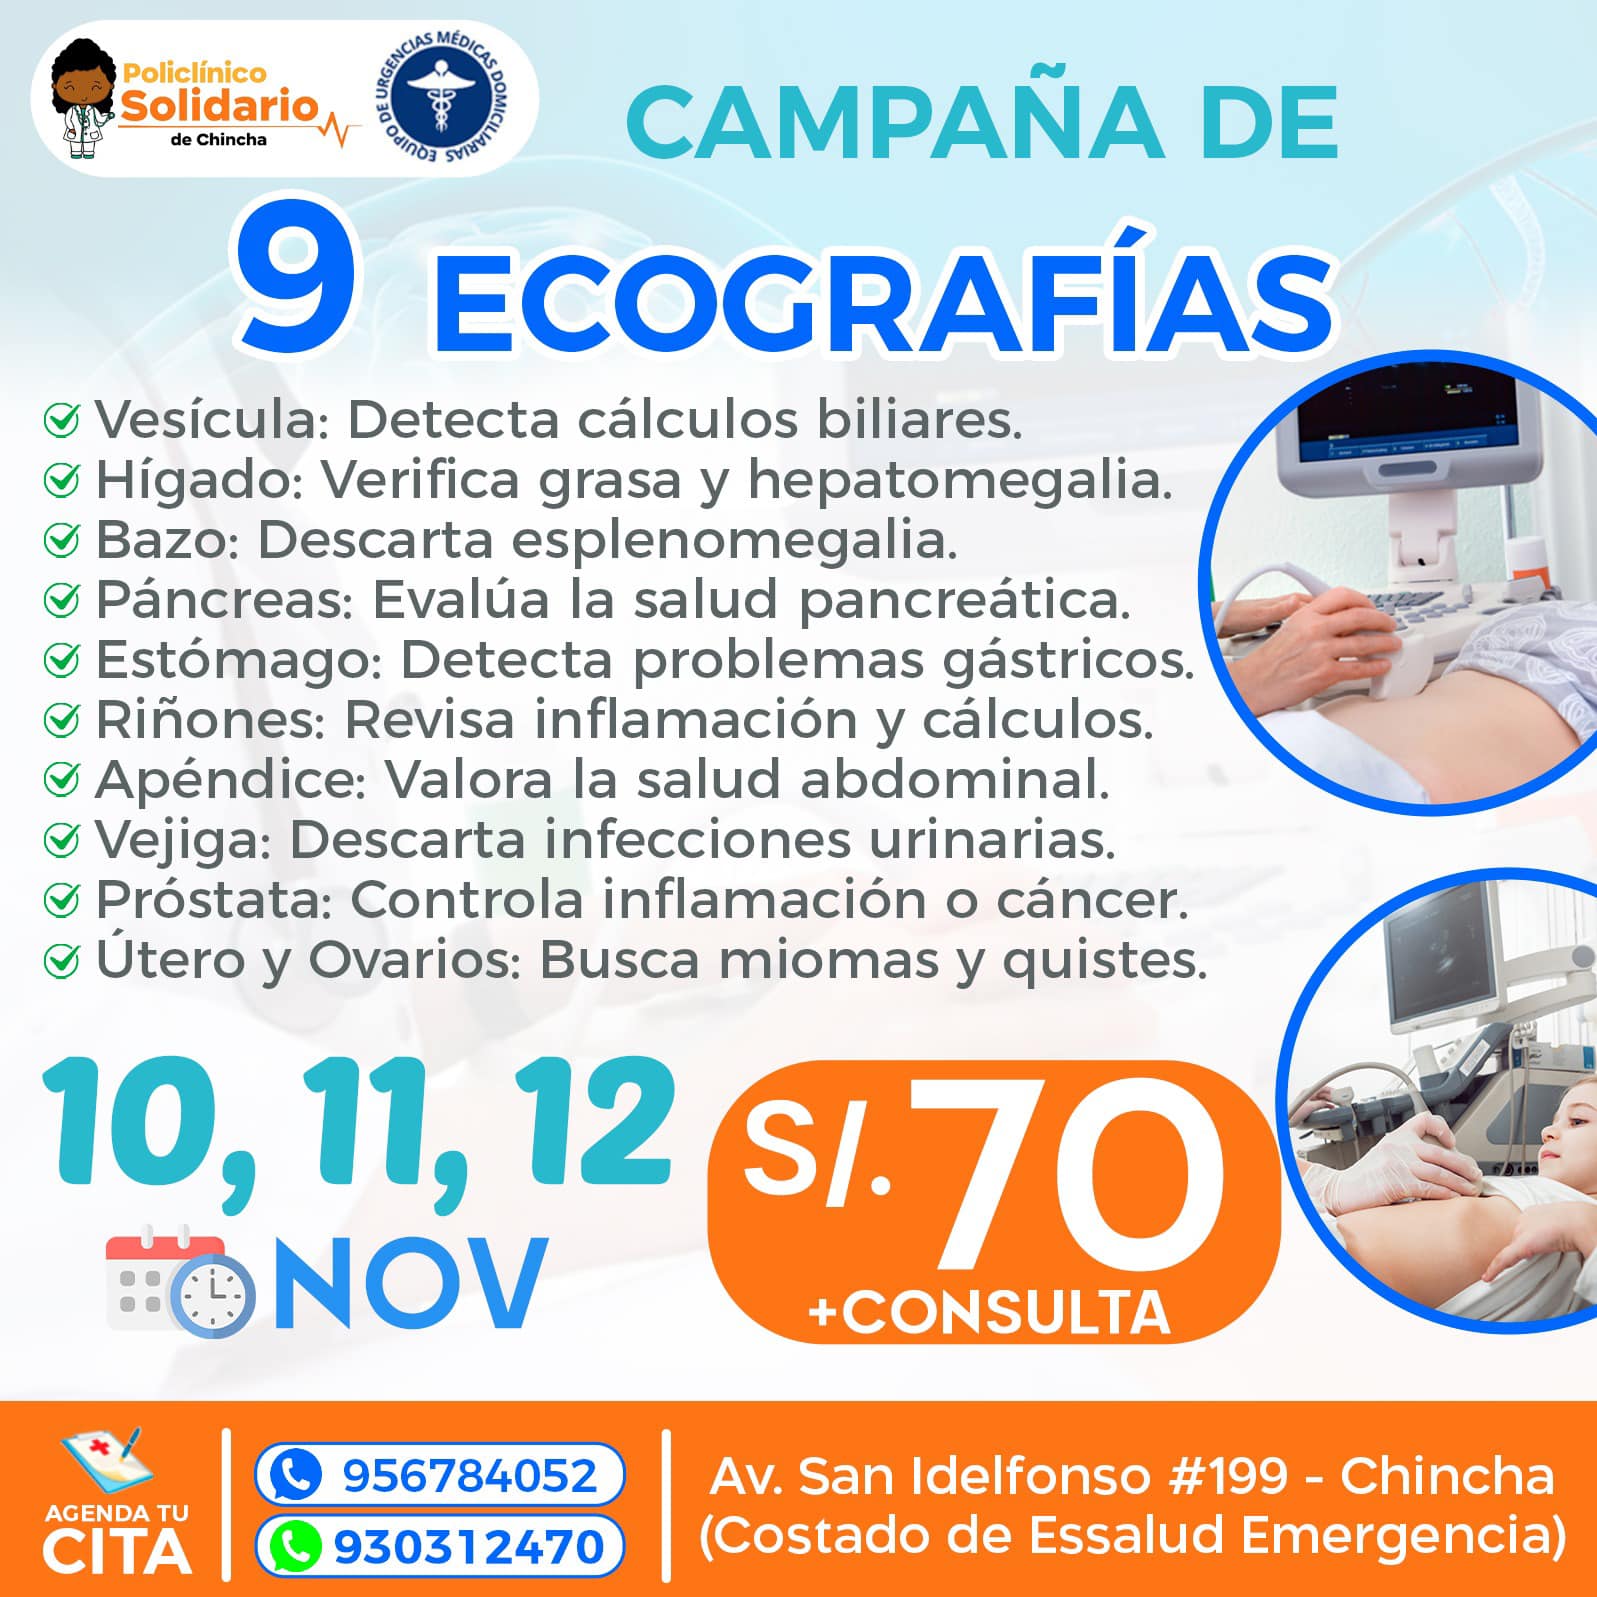 Policlínico
Solidario
de Chincha
EQUIPO DE URGENCIAS MÉDICAS DOMICILIARIAS
CAMPAÑA DE
9 ECOGRAFÍAS
Vesícula: Detecta cálculos biliares.
Hígado: Verifica grasa y hepatomegalia.
Bazo: Descarta esplenomegalia.
Páncreas: Evalúa la salud pancreática.
Estómago: Detecta problemas gástricos.
Riñones: Revisa inflamación y cálculos.
Apéndice: Valora la salud abdominal.
Vejiga: Descarta infecciones urinarias.
Próstata: Controla inflamación o cáncer.
Útero y Ovarios: Busca miomas y quistes.
10, 11, 12
NOV
S/. 70
+CONSULTA
AGENDA TU
CITA
956784052
930312470
Av. San Idelfonso #199 - Chincha
(Costado de Essalud Emergencia)